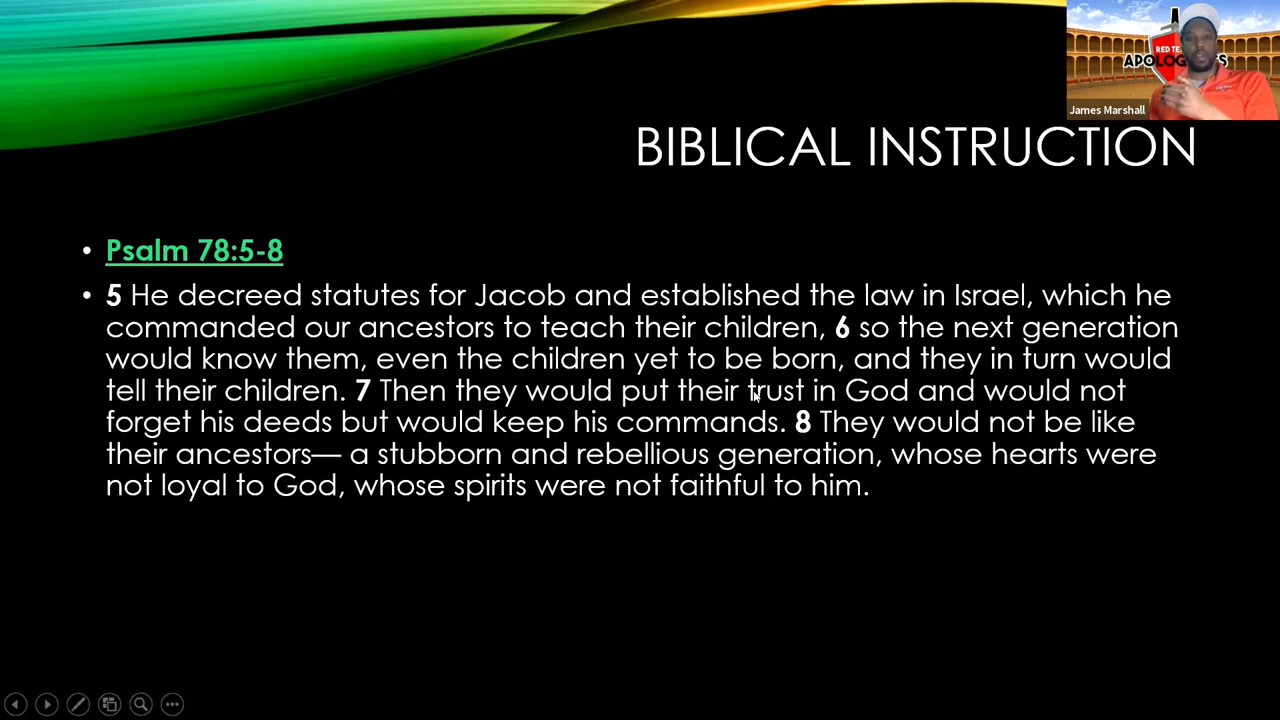 RED TE
APOLOG
S
James Marshall
BIBLICAL INSTRUCTION
• Psalm 78:5-8
• 5 He decreed statutes for Jacob and established the law in Israel, which he
commanded our ancestors to teach their children, 6 so the next generation
would know them, even the children yet to be born, and they in turn would
tell their children. 7 Then they would put their trust in God and would not
forget his deeds but would keep his commands. 8 They would not be like
their ancestors— a stubborn and rebellious generation, whose hearts were
not loyal to God, whose spirits were not faithful to him.